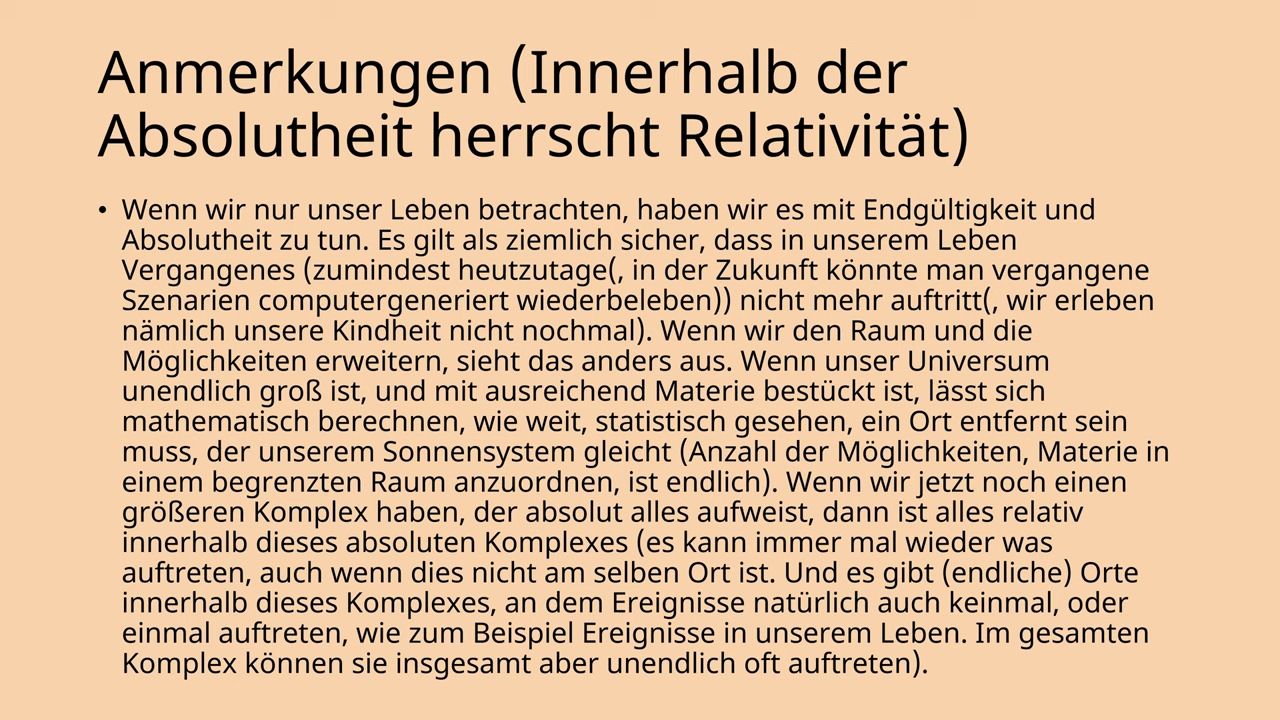 Anmerkungen (Innerhalb der
Absolutheit herrscht Relativität)
• Wenn wir nur unser Leben betrachten, haben wir es mit Endgültigkeit und
Absolutheit zu tun. Es gilt als ziemlich sicher, dass in unserem Leben
Vergangenes (zumindest heutzutage(, in der Zukunft könnte man vergangene
Szenarien computergeneriert wiederbeleben)) nicht mehr auftritt(, wir erleben
nämlich unsere Kindheit nicht nochmal). Wenn wir den Raum und die
Möglichkeiten erweitern, sieht das anders aus. Wenn unser Universum
unendlich groß ist, und mit ausreichend Materie bestückt ist, lässt sich
mathematisch berechnen, wie weit, statistisch gesehen, ein Ort entfernt sein
muss, der unserem Sonnensystem gleicht (Anzahl der Möglichkeiten, Materie in
einem begrenzten Raum anzuordnen, ist endlich). Wenn wir jetzt noch einen
größeren Komplex haben, der absolut alles aufweist, dann ist alles relativ
innerhalb dieses absoluten Komplexes (es kann immer mal wieder was
auftreten, auch wenn dies nicht am selben Ort ist. Und es gibt (endliche) Orte
innerhalb dieses Komplexes, an dem Ereignisse natürlich auch keinmal, oder
einmal auftreten, wie zum Beispiel Ereignisse in unserem Leben. Im gesamten
Komplex können sie insgesamt aber unendlich oft auftreten).